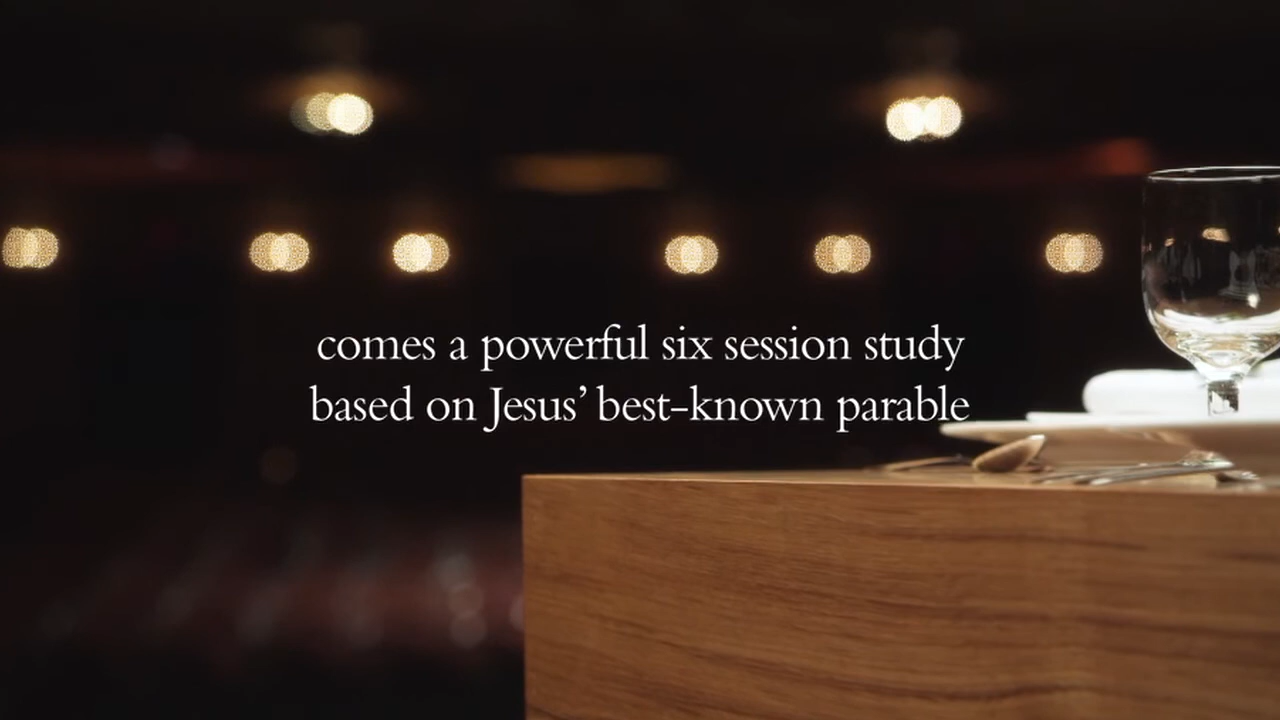 comes a powerful six session study
based on Jesus’ best-known parable